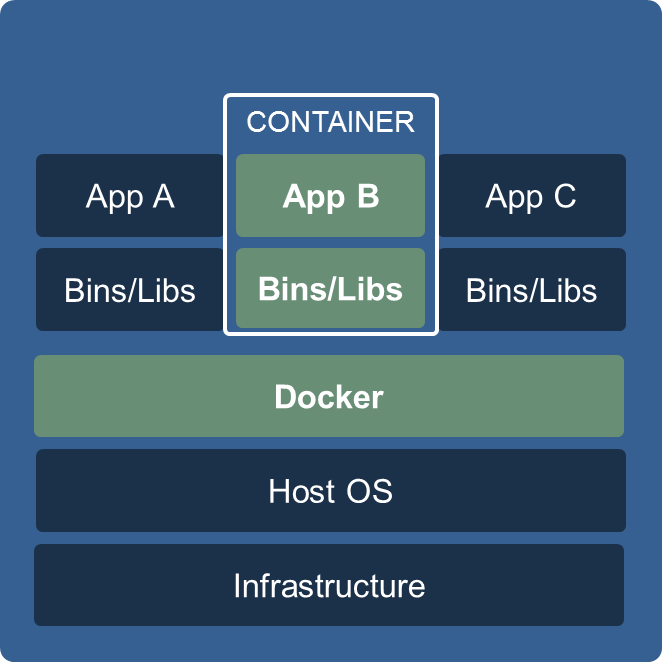 CONTAINER
App A
App B
App C
Bins/Libs
Bins/Libs
Bins/Libs
Docker
Host OS
Infrastructure